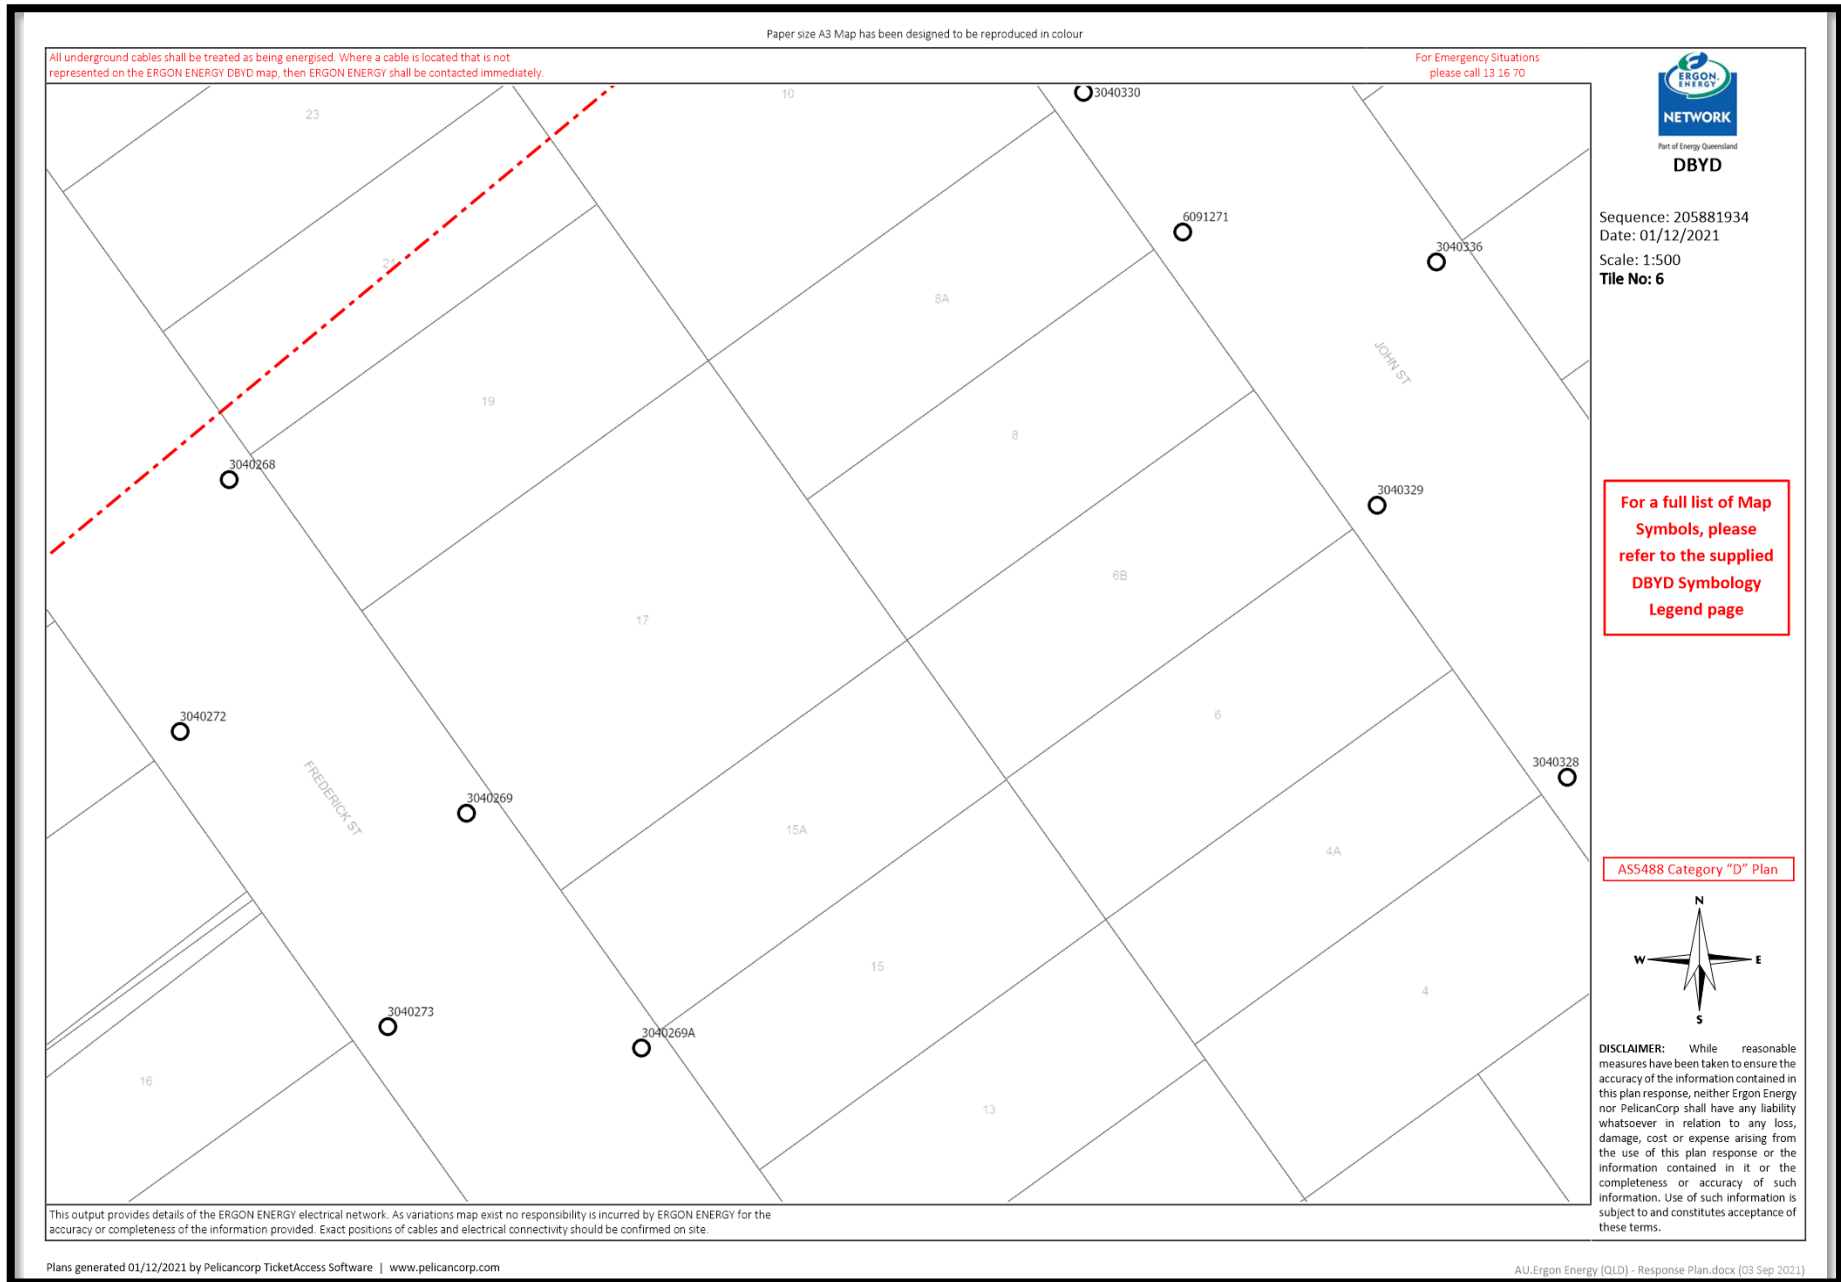 Paper size A3 Map has been designed to be reproduced in colour
All underground cables shall be treated as being energised. Where a cable is located that is not
represented on the ERGON ENERGY DBYD map, then ERGON ENERGY shall be contacted immediately.
For Emergency Situations
please call 13 16 70
ERGON.
ENERGY
NETWORK
Part of Energy Queensland
DBYD
Sequence: 205881934
Date: 01/12/2021
Scale: 1:500
Tile No: 6
23
10
3040330
6091271
3040336
21
8A
JOHN ST
19
8
3040268
3040329
6B
17
6
3040272
3040328
FREDERICK ST
3040269
15A
4A
15
4
3040273
3040269A
16
13
For a full list of Map
Symbols, please
refer to the supplied
DBYD Symbology
Legend page
AS5488 Category “D” Plan
N
W
E
S
DISCLAIMER: While reasonable
measures have been taken to ensure the
accuracy of the information contained in
this plan response, neither Ergon Energy
nor PelicanCorp shall have any liability
whatsoever in relation to any loss,
damage, cost or expense arising from
the use of this plan response or the
information contained in it or the
completeness or accuracy of such
information. Use of such information is
subject to and constitutes acceptance of
these terms.
This output provides details of the ERGON ENERGY electrical network. As variations map exist no responsibility is incurred by ERGON ENERGY for the
accuracy or completeness of the information provided. Exact positions of cables and electrical connectivity should be confirmed on site.
Plans generated 01/12/2021 by Pelicancorp TicketAccess Software | www.pelicancorp.com
AU.Ergon Energy (QLD) - Response Plan.docx (03 Sep 2021)